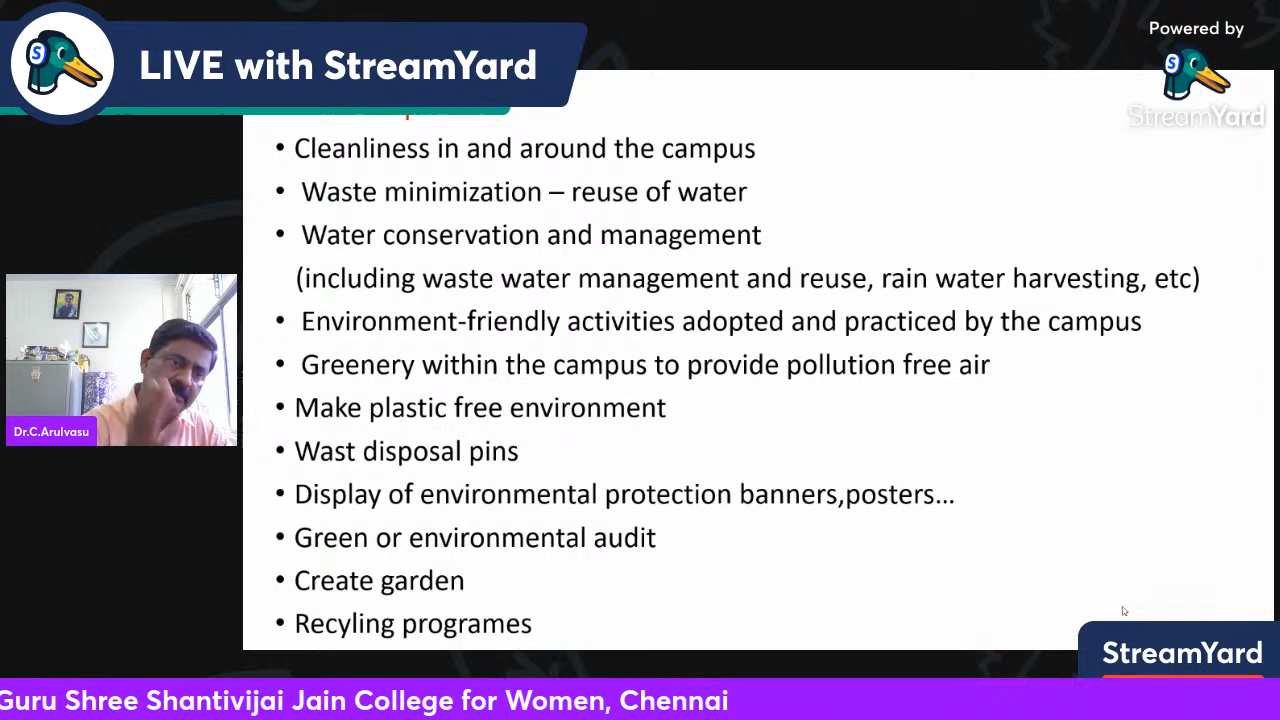 S
LIVE with StreamYard
Powered by
S
StreamYard
• Cleanliness in and around the campus
• Waste minimization – reuse of water
• Water conservation and management
(including waste water management and reuse, rain water harvesting, etc)
• Environment-friendly activities adopted and practiced by the campus
• Greenery within the campus to provide pollution free air
• Make plastic free environment
• Wast disposal pins
• Display of environmental protection banners,posters...
• Green or environmental audit
• Create garden
• Recyling programes
Dr.C.Arulvasu
StreamYard
Guru Shree Shantivijai Jain College for Women, Chennai